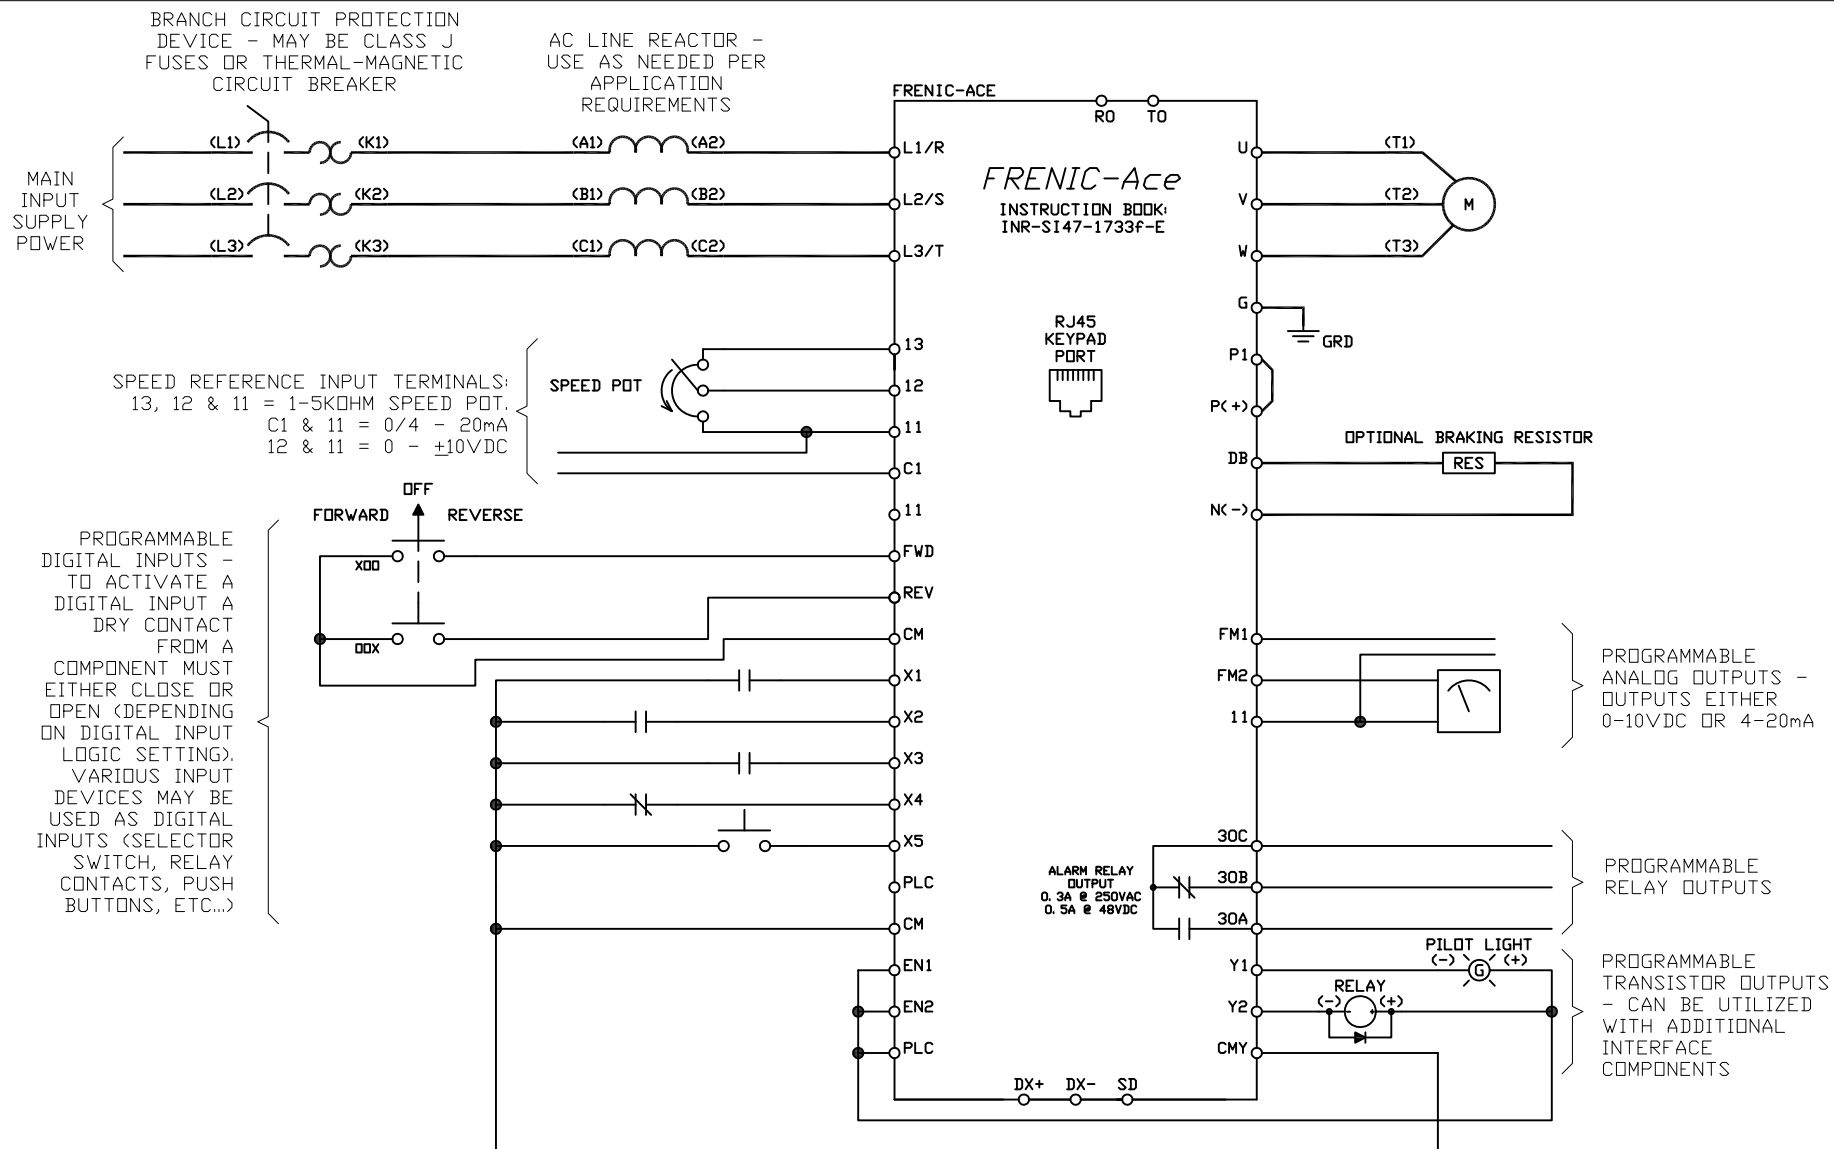 BRANCH CIRCUIT PROTECTION
DEVICE - MAY BE CLASS J
FUSES OR THERMAL-MAGNETIC
CIRCUIT BREAKER
AC LINE REACTOR -
USE AS NEEDED PER
APPLICATION
REQUIREMENTS
FRENIC-ACE
RO TO
(L1) (K1) (A1) (A2) L1/R U (T1)
MAIN
INPUT
SUPPLY
POWER
(L2) (K2) (B1) (B2) L2/S V (T2) M
(L3) (K3) (C1) (C2) L3/T W (T3)
FRENIC-Ace
INSTRUCTION BOOK:
INR-SI47-1733f-E
G
GRD
RJ45
KEYPAD
PORT
P1
P(+)
SPEED REFERENCE INPUT TERMINALS:
13, 12 & 11 = 1-5KOHM SPEED POT.
C1 & 11 = 0/4 - 20mA
12 & 11 = 0 - ±10VDC
SPEED POT
13
12
11
C1
11
OPTIONAL BRAKING RESISTOR
DB RES
N(-)
OFF
FORWARD REVERSE
X00
00X
FWD
REV
CM
X1
X2
X3
X4
X5
PLC
CM
EN1
EN2
PLC
PROGRAMMABLE
DIGITAL INPUTS -
TO ACTIVATE A
DIGITAL INPUT A
DRY CONTACT
FROM A
COMPONENT MUST
EITHER CLOSE OR
OPEN (DEPENDING
ON DIGITAL INPUT
LOGIC SETTING).
VARIOUS INPUT
DEVICES MAY BE
USED AS DIGITAL
INPUTS (SELECTOR
SWITCH, RELAY
CONTACTS, PUSH
BUTTONS, ETC...)
FM1
FM2
11
PROGRAMMABLE
ANALOG OUTPUTS -
OUTPUTS EITHER
0-10VDC OR 4-20mA
ALARM RELAY
OUTPUT
0.3A @ 250VAC
0.5A @ 48VDC
30C
30B
30A
PROGRAMMABLE
RELAY OUTPUTS
PILOT LIGHT
(-) (+)
Y1 G
RELAY
(-) (+)
Y2
CMY
PROGRAMMABLE
TRANSISTOR OUTPUTS
- CAN BE UTILIZED
WITH ADDITIONAL
INTERFACE
COMPONENTS
DX+ DX- SD